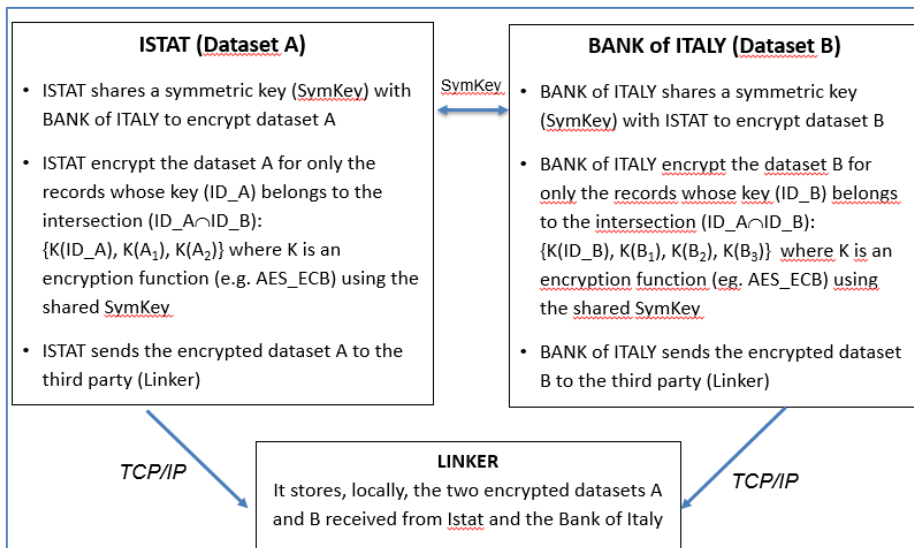 ISTAT (Dataset A)
• ISTAT shares a symmetric key (SymKey) with
BANK of ITALY to encrypt dataset A
• ISTAT encrypt the dataset A for only the
records whose key (ID_A) belongs to the
intersection (ID_A∩ID_B):
{K(ID_A), K(A₁), K(A₂)} where K is an
encryption function (e.g. AES_ECB) using the
shared SymKey
• ISTAT sends the encrypted dataset A to the
third party (Linker)
SymKey
BANK of ITALY (Dataset B)
• BANK of ITALY shares a symmetric key
(SymKey) with ISTAT to encrypt dataset B
• BANK of ITALY encrypt the dataset B for
only the records whose key (ID_B) belongs
to the intersection (ID_A∩ID_B):
{K(ID_B), K(B₁), K(B₂), K(B₃)} where K is an
encryption function (eg. AES_ECB) using
the shared SymKey
• BANK of ITALY sends the encrypted dataset
B to the third party (Linker)
TCP/IP
TCP/IP
LINKER
It stores, locally, the two encrypted datasets A
and B received from Istat and the Bank of Italy